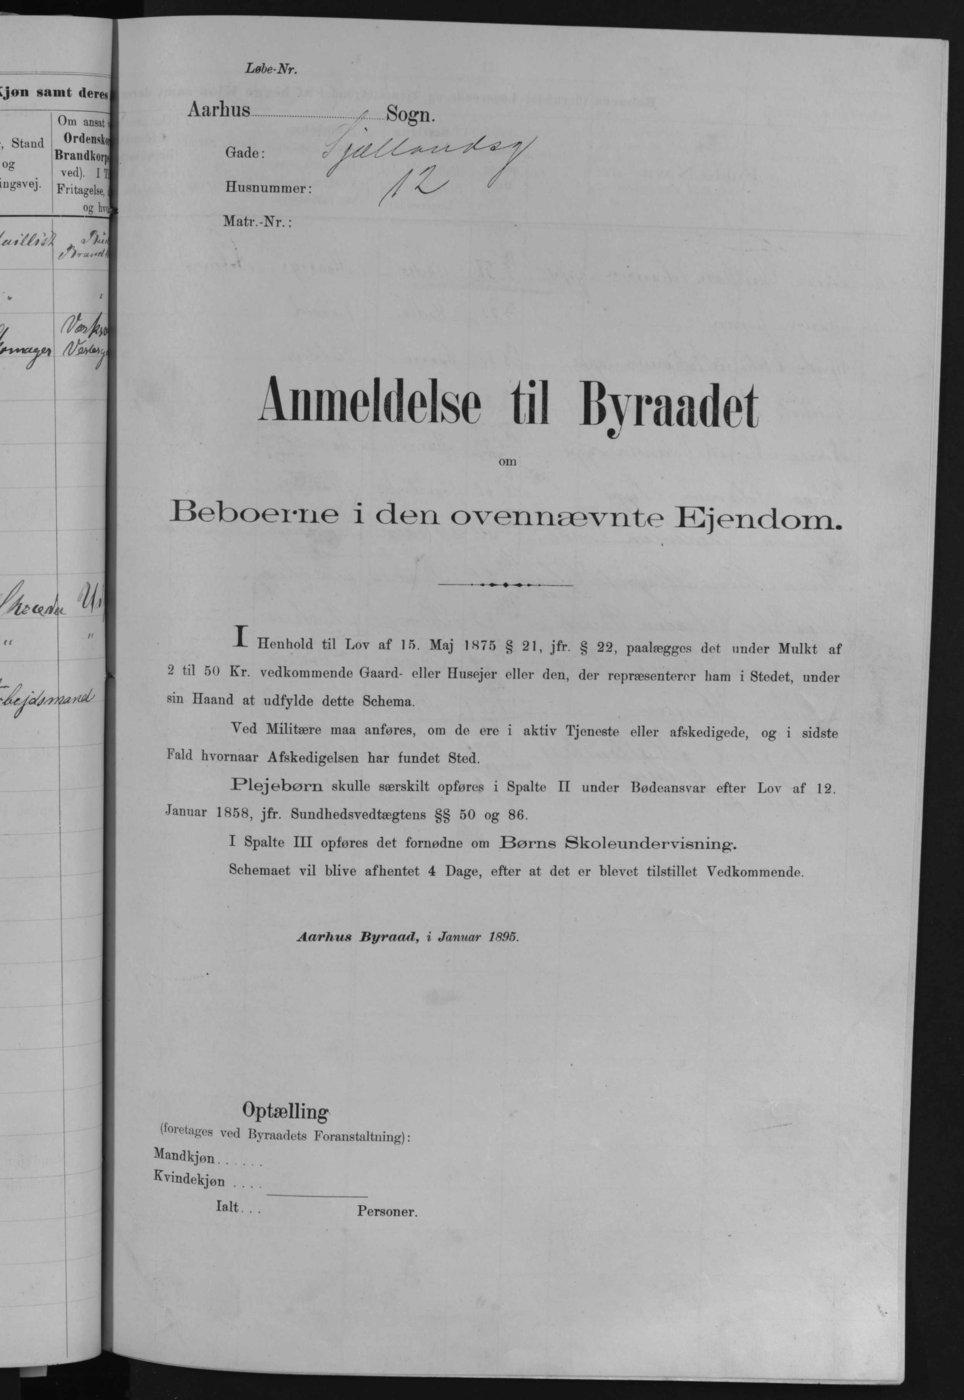 Kjøn samt deres
Om ansat
Ordensko
Brandkorps
ved). I
Fritagelse,
og hv
, Stand
og
ingsvej.
omager
bejdsmand
Løbe-Nr.
Aarhus Sogn.
Gade: Sjællandsg
Husnummer: 12
Matr.-Nr.:
Anmeldelse til Byraadet
om
Beboerne i den ovennævnte Ejendom.
I Henhold til Lov af 15. Maj 1875 § 21, jfr. § 22, paalægges det under Mulkt af
2 til 50 Kr. vedkommende Gaard- eller Husejer eller den, der repræsenterer ham i Stedet, under
sin Haand at udfylde dette Schema.
Ved Militære maa anføres, om de ere i aktiv Tjeneste eller afskedigede, og i sidste
Fald hvornaar Afskedigelsen har fundet Sted.
Plejebørn skulle særskilt opføres i Spalte II under Bødeansvar efter Lov af 12.
Januar 1858, jfr. Sundhedsvedtægtens §§ 50 og 86.
I Spalte III opføres det fornødne om Børns Skoleundervisning.
Schemaet vil blive afhentet 4 Dage, efter at det er blevet tilstillet Vedkommende.
Aarhus Byraad, i Januar 1895.
Optælling
(foretages ved Byraadets Foranstaltning):
Mandkjøn......
Kvindekjøn ....
Ialt... Personer.